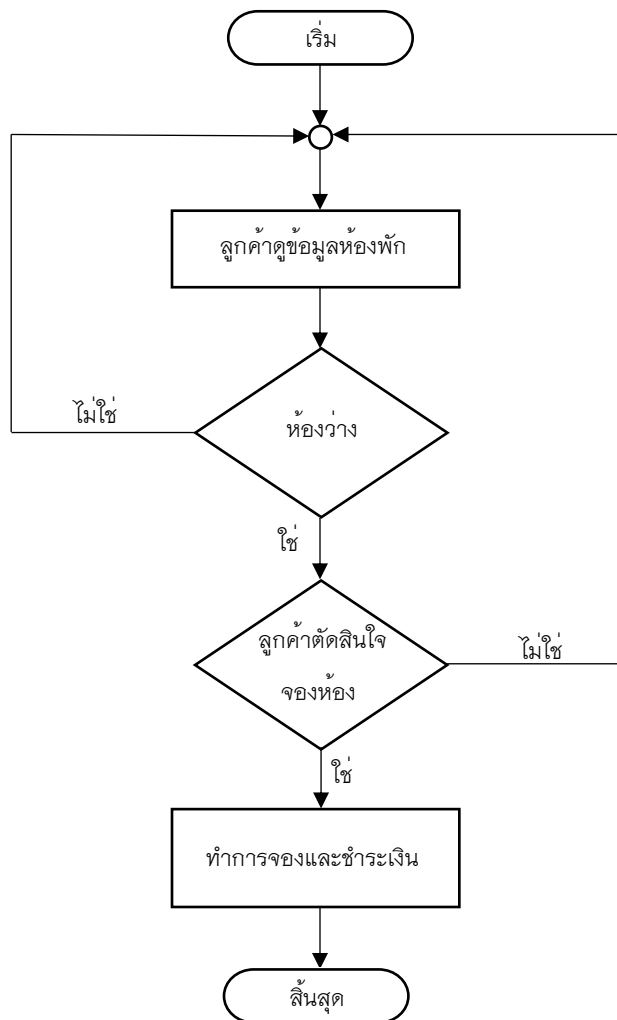 เริ่ม
ลูกค้าดูข้อมูลห้องพัก
ห้องว่าง
ไม่ใช่
ใช่
ลูกค้าตัดสินใจ
จองห้อง
ไม่ใช่
ใช่
ทำการจองและชำระเงิน
สิ้นสุด